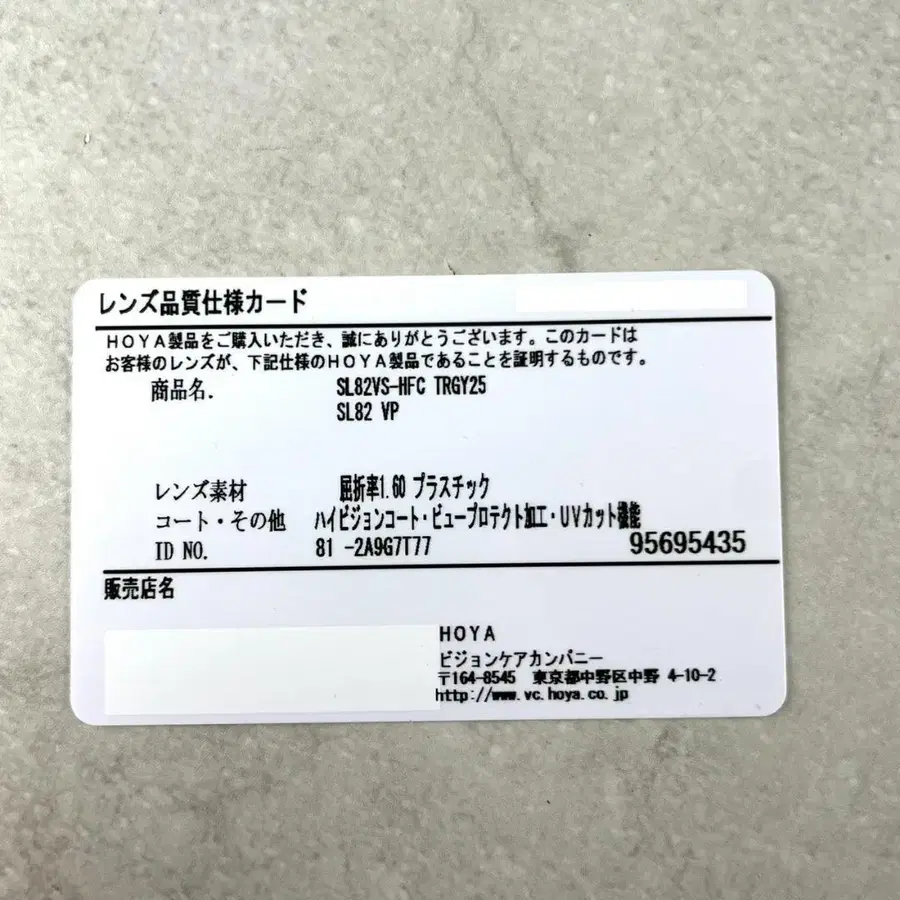 レンズ品質仕様カード
HOYA製品をご購入いただき、誠にありがとうございます。このカードは
お客様のレンズが、下記仕様のHOYA製品であることを証明するものです。
商品名. SL82VS-HFC TRGY25
SL82 VP
レンズ素材 屈折率1.60 プラスチック
コート・その他 ハイビジョンコート・ビュープロテクト加工・UVカット機能
ID NO. 81 -2A9G7T77 95695435
販売店名
HOYA
ビジョンケアカンパニー
〒164-8545 東京都中野区中野 4-10-2
http://www.vc.hoya.co.jp